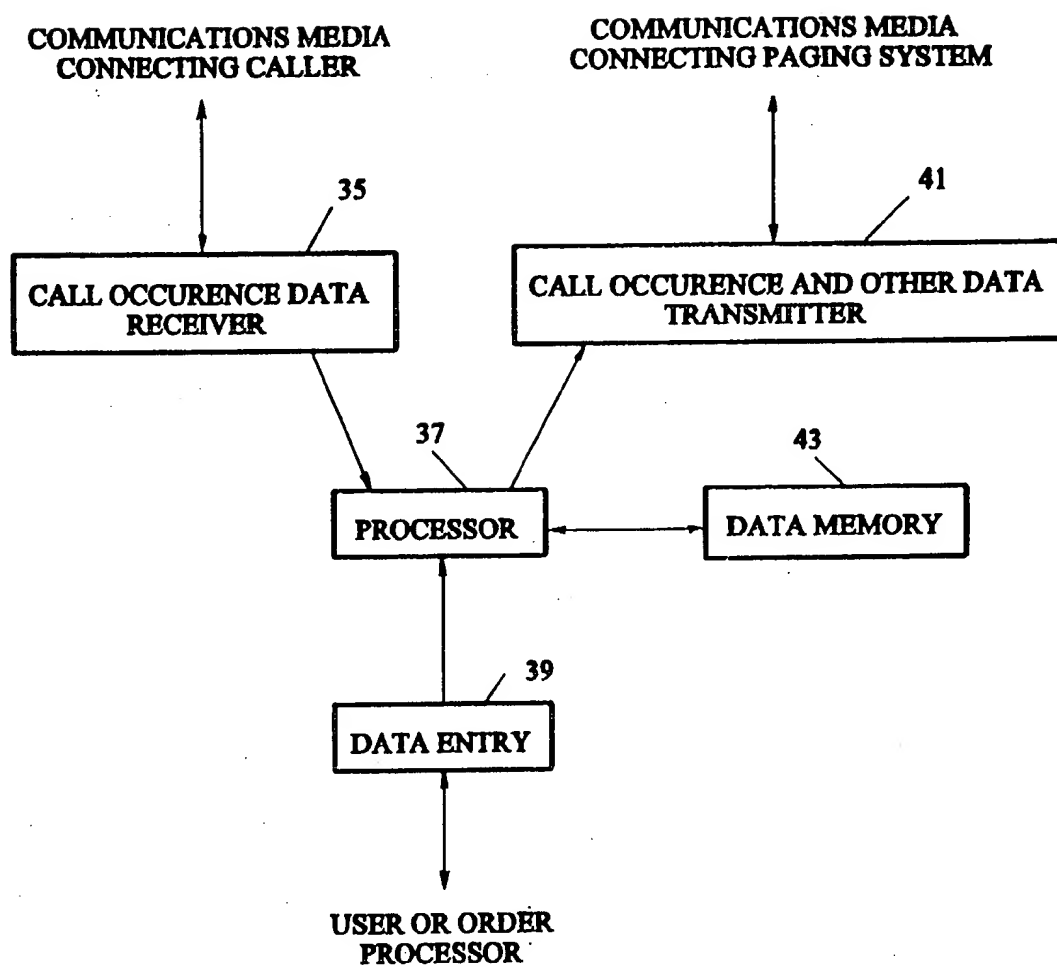 COMMUNICATIONS MEDIA
CONNECTING CALLER
COMMUNICATIONS MEDIA
CONNECTING PAGING SYSTEM
35
41
CALL OCCURENCE DATA
RECEIVER
CALL OCCURENCE AND OTHER DATA
TRANSMITTER
37
43
PROCESSOR
DATA MEMORY
39
DATA ENTRY
USER OR ORDER
PROCESSOR